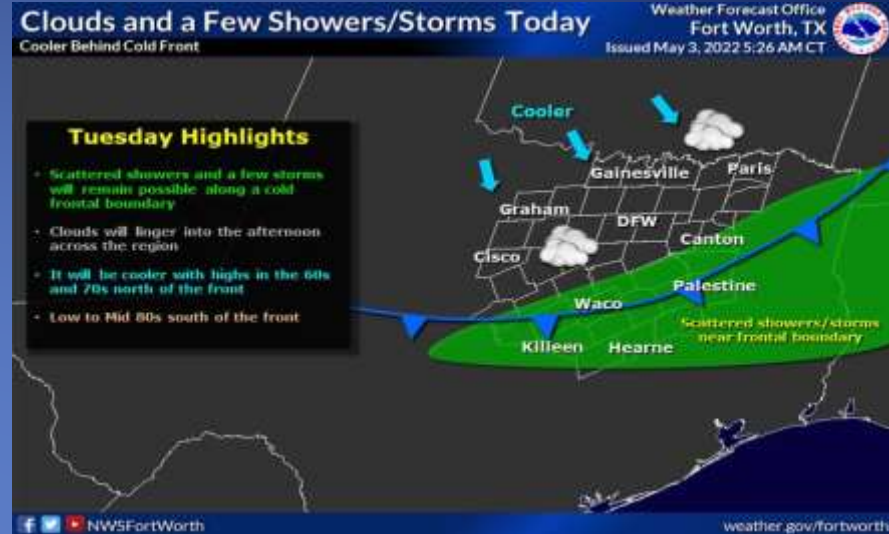 Clouds and a Few Showers/Storms Today
Cooler Behind Cold Front
Weather Forecast Office
Fort Worth, TX
Issued May 3, 2022 5:26 AM CT
Tuesday Highlights
• Scattered showers and a few storms
will remain possible along a cold
frontal boundary
• Clouds will linger into the afternoon
across the region
• It will be cooler with highs in the 60s
and 70s north of the front
• Low to Mid 80s south of the front
Cooler
Gainesville
Paris
Graham
DFW
Canton
Cisco
Palestine
Waco
Scattered showers/storms
near frontal boundary
Killeen
Hearne
NWSFortWorth
weather.gov/fortworth